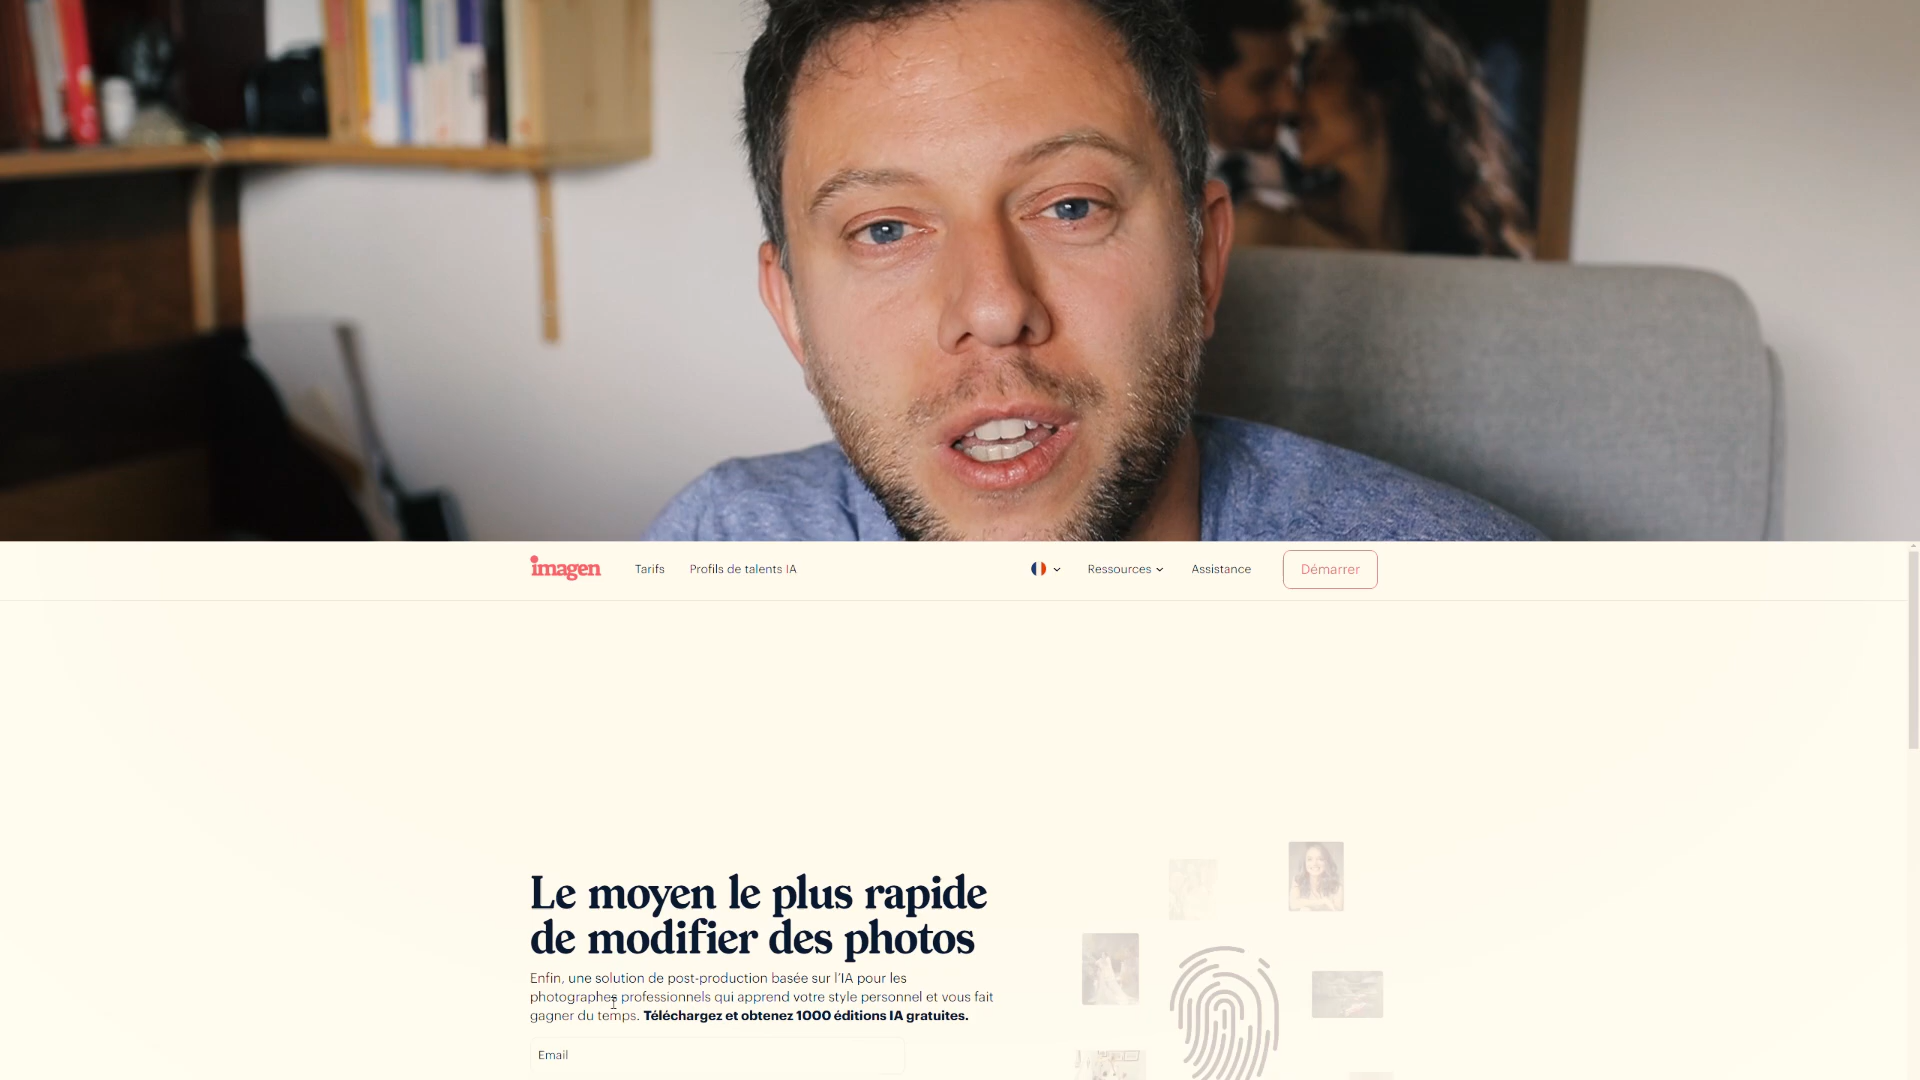 imagen Tarifs Profils de talents IA Ressources Assistance Démarrer
Le moyen le plus rapide
de modifier des photos
Enfin, une solution de post-production basée sur l'IA pour les
photographes professionnels qui apprend votre style personnel et vous fait
gagner du temps. Téléchargez et obtenez 1000 éditions IA gratuites.
Email